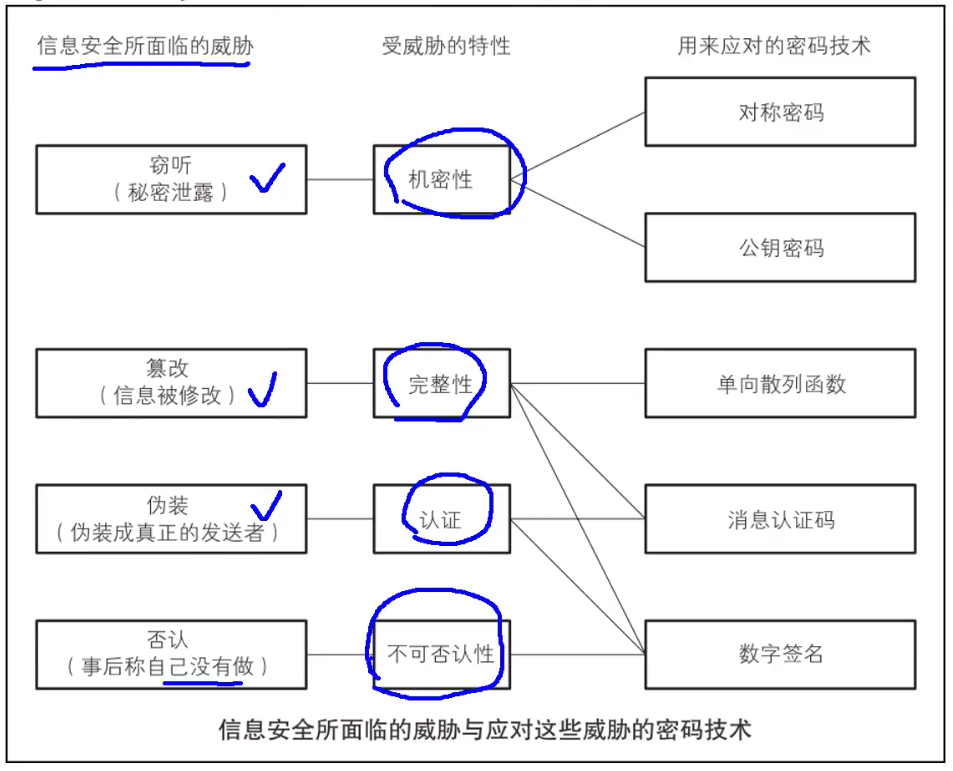 信息安全所面临的威胁
受威胁的特性
用来应对的密码技术
对称密码
窃听
（秘密泄露）
机密性
公钥密码
篡改
（信息被修改）
完整性
单向散列函数
伪装
（伪装成真正的发送者）
认证
消息认证码
否认
（事后称自己没有做）
不可否认性
数字签名
信息安全所面临的威胁与应对这些威胁的密码技术